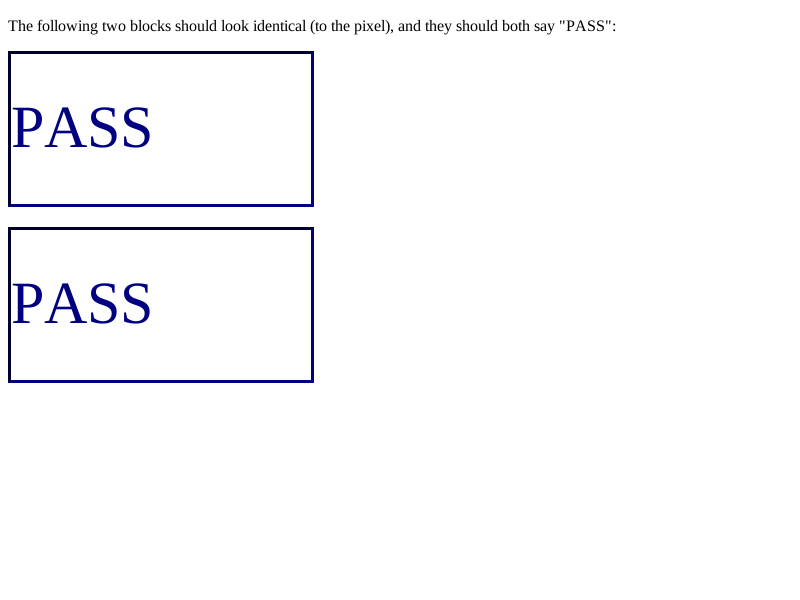 The following two blocks should look identical (to the pixel), and they should both say "PASS":
PASS
PASS